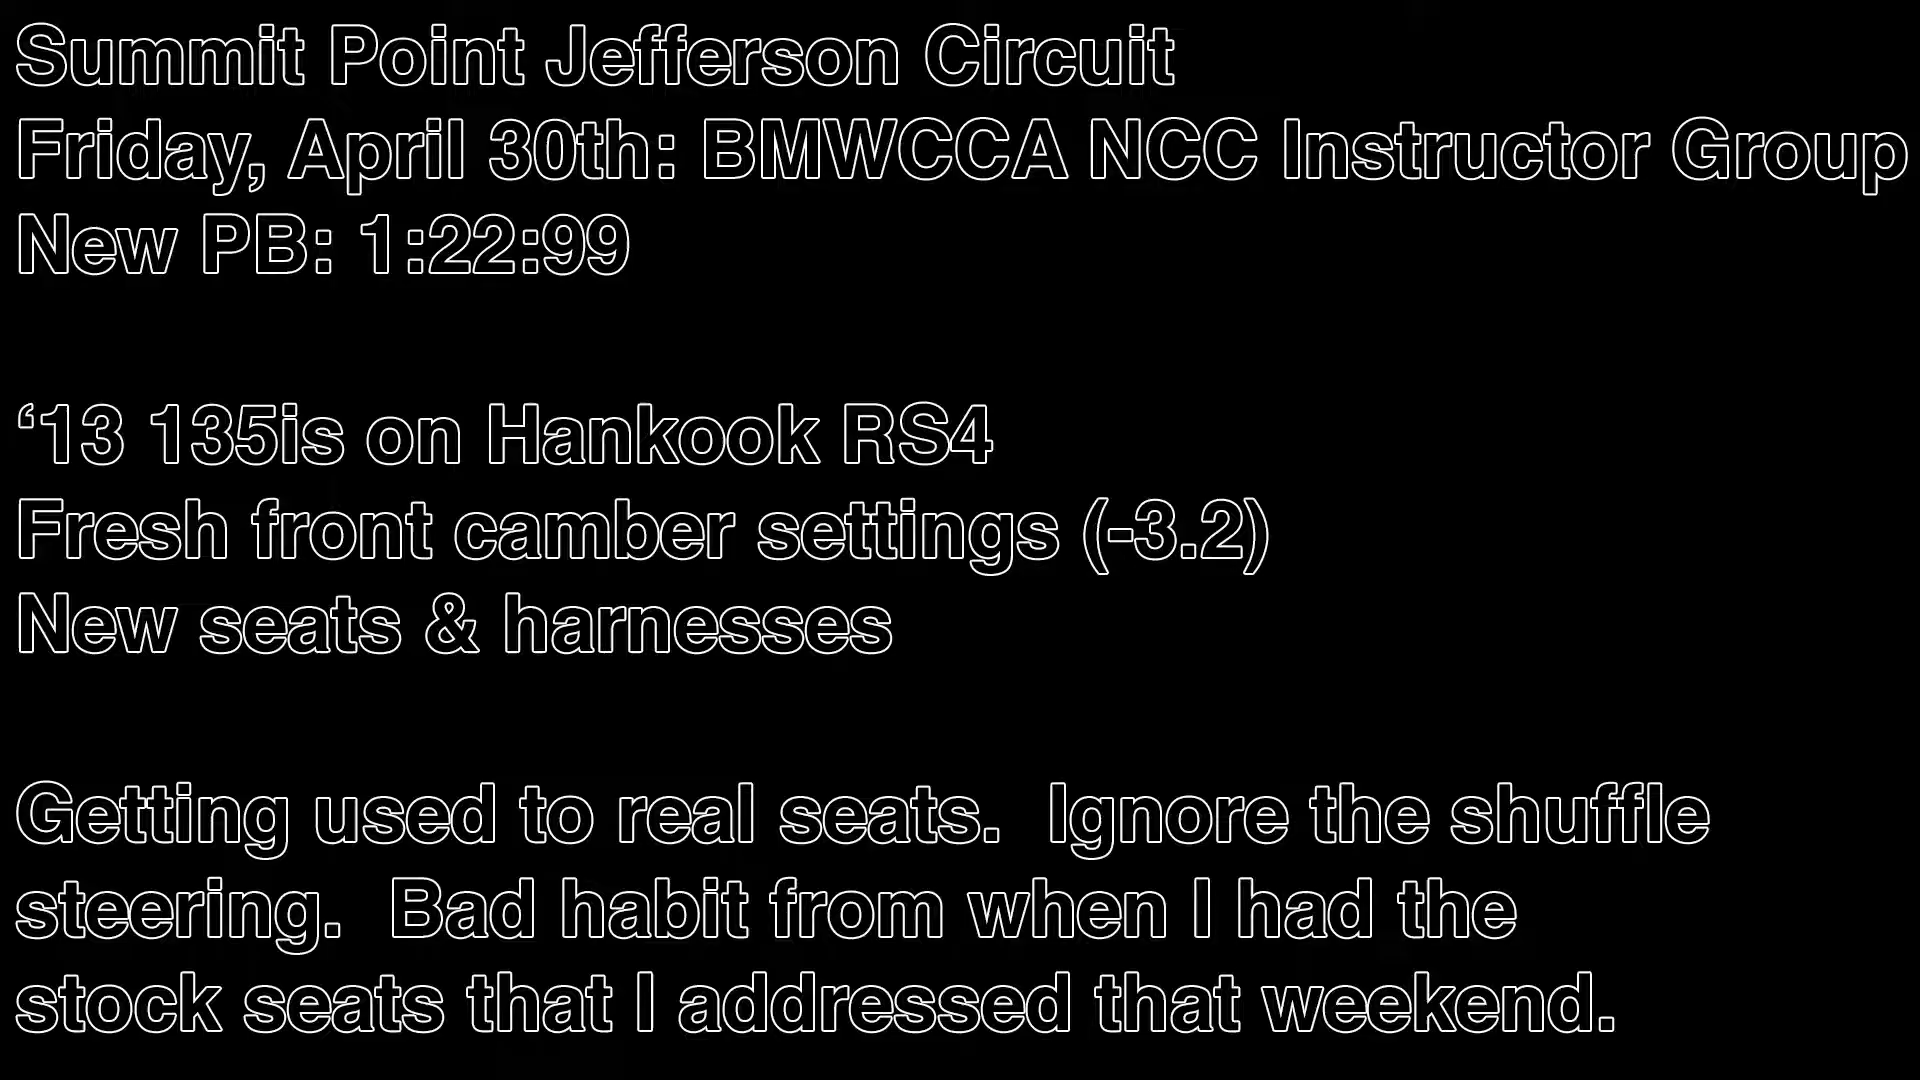 Summit Point Jefferson Circuit
Friday, April 30th: BMWCCA NCC Instructor Group
New PB: 1:22:99
‘13 135is on Hankook RS4
Fresh front camber settings (-3.2)
New seats & harnesses
Getting used to real seats.  Ignore the shuffle
steering.  Bad habit from when I had the
stock seats that I addressed that weekend.